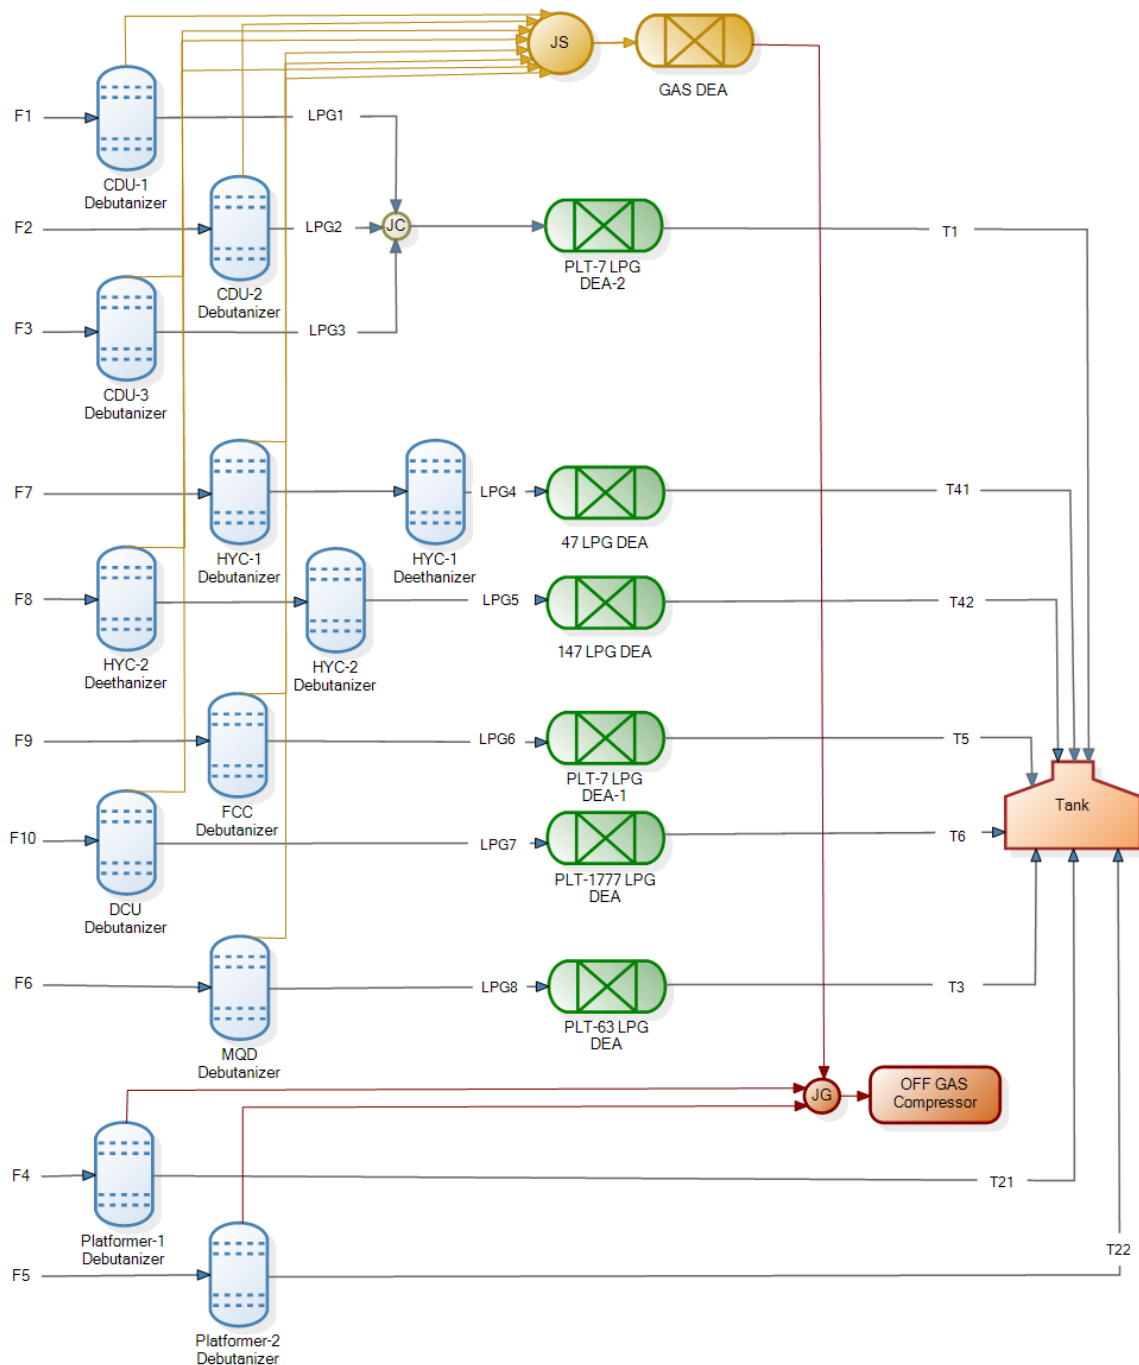 JS
GAS DEA
F1
LPG1
CDU-1
Debutanizer
F2
LPG2
JC
T1
CDU-2
Debutanizer
PLT-7 LPG
DEA-2
F3
LPG3
CDU-3
Debutanizer
F7
LPG4
T41
HYC-1
Debutanizer
HYC-1
Deethanizer
47 LPG DEA
F8
LPG5
T42
HYC-2
Deethanizer
HYC-2
Debutanizer
147 LPG DEA
F9
LPG6
T5
PLT-7 LPG
DEA-1
Tank
FCC
Debutanizer
F10
LPG7
T6
DCU
Debutanizer
PLT-1777 LPG
DEA
F6
LPG8
T3
MQD
Debutanizer
PLT-63 LPG
DEA
JG
OFF GAS
Compressor
F4
T21
Platformer-1
Debutanizer
F5
T22
Platformer-2
Debutanizer